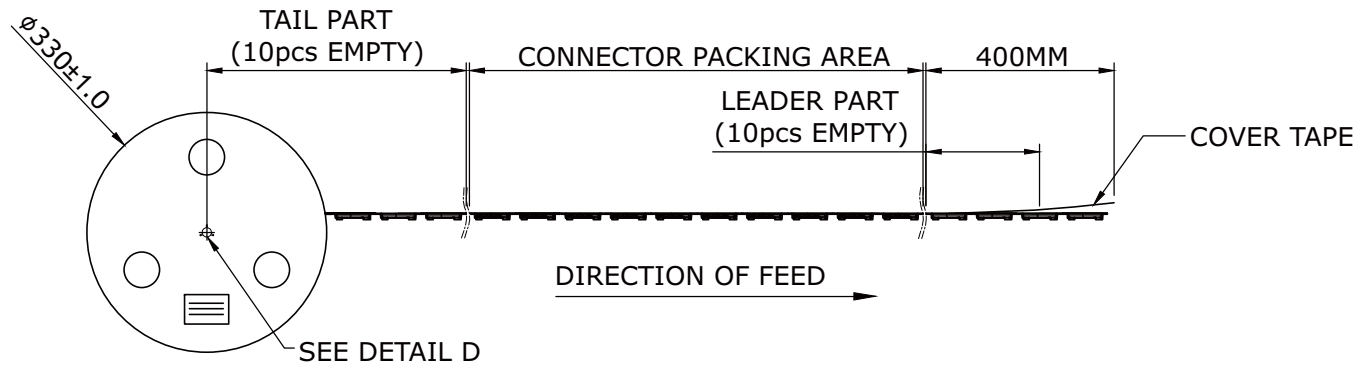 TAIL PART
(10pcs EMPTY)
CONNECTOR PACKING AREA
400MM
LEADER PART
(10pcs EMPTY)
COVER TAPE
ø330±1.0
DIRECTION OF FEED
SEE DETAIL D